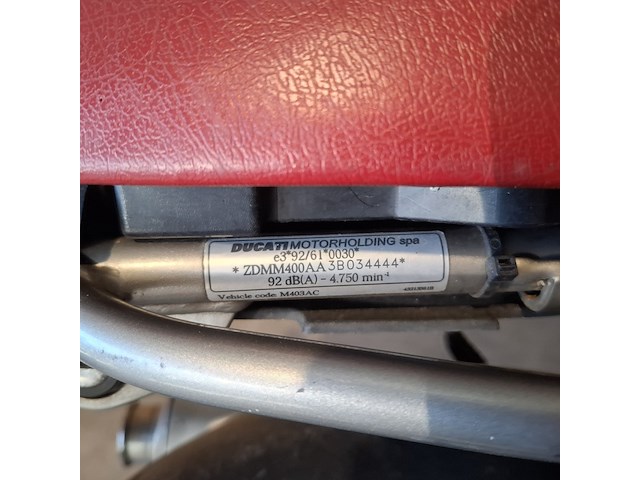 DUCATI MOTORHOLDING spa
e3*92/61*0030*
* ZDMM400AA3B034444*
92 dB(A) - 4.750 min⁻¹
Vehicle code M403AC